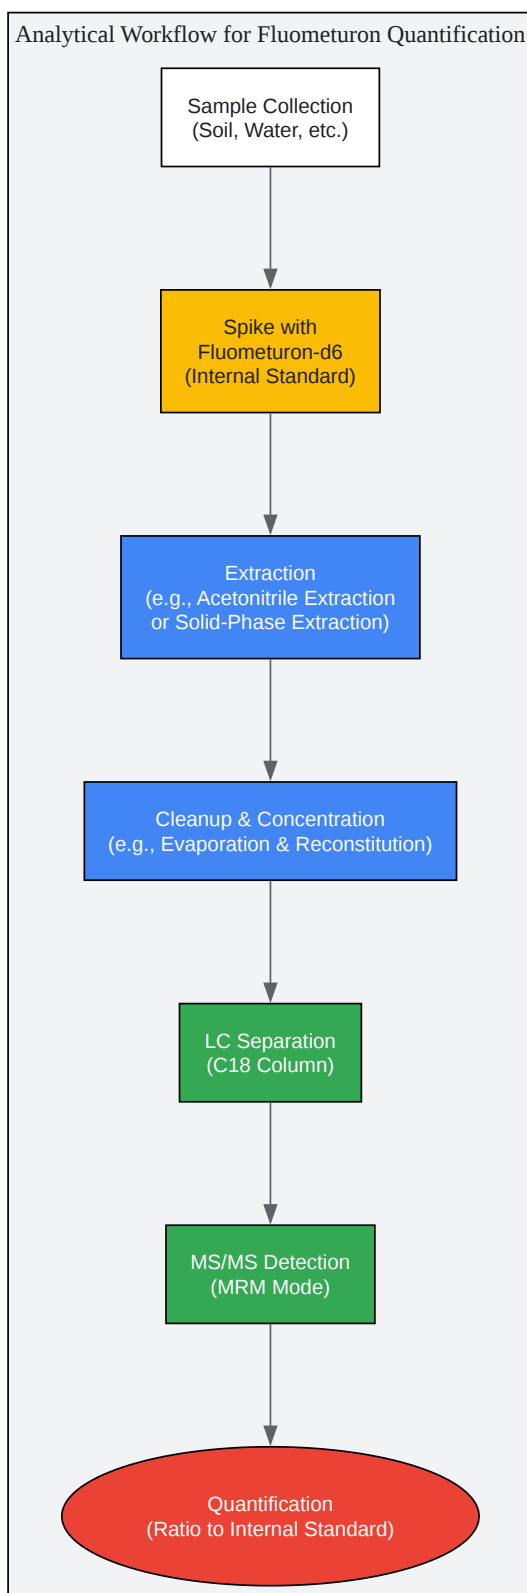 Analytical Workflow for Fluometuron Quantification
Sample Collection
(Soil, Water, etc.)
Spike with
Fluometuron-d6
(Internal Standard)
Extraction
(e.g., Acetonitrile Extraction
or Solid-Phase Extraction)
Cleanup & Concentration
(e.g., Evaporation & Reconstitution)
LC Separation
(C18 Column)
MS/MS Detection
(MRM Mode)
Quantification
(Ratio to Internal Standard)